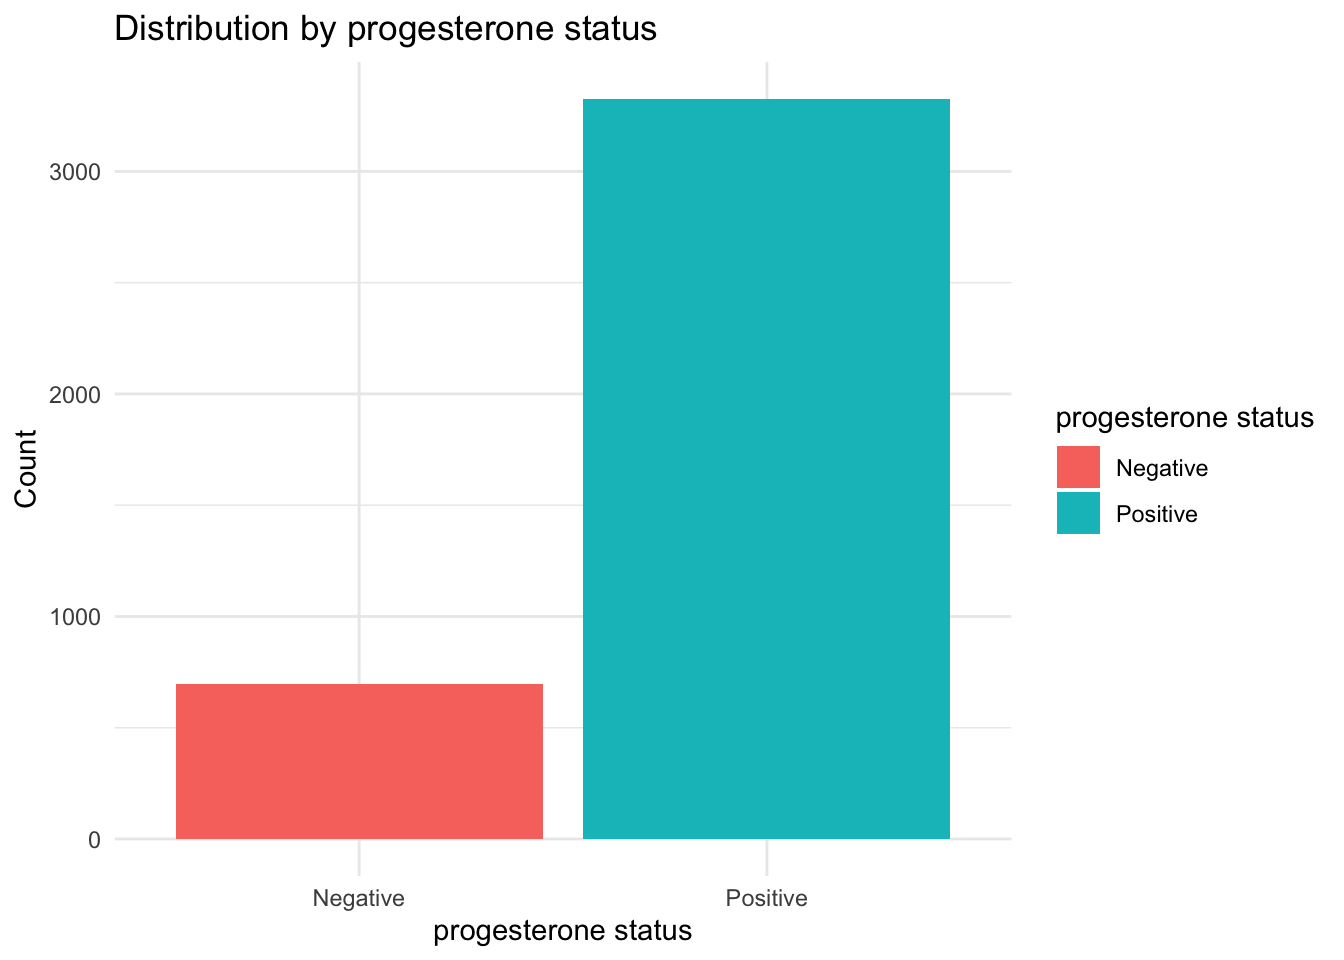 Distribution by progesterone status
3000
2000
1000
0
Count
Negative
Positive
progesterone status
progesterone status
Negative
Positive